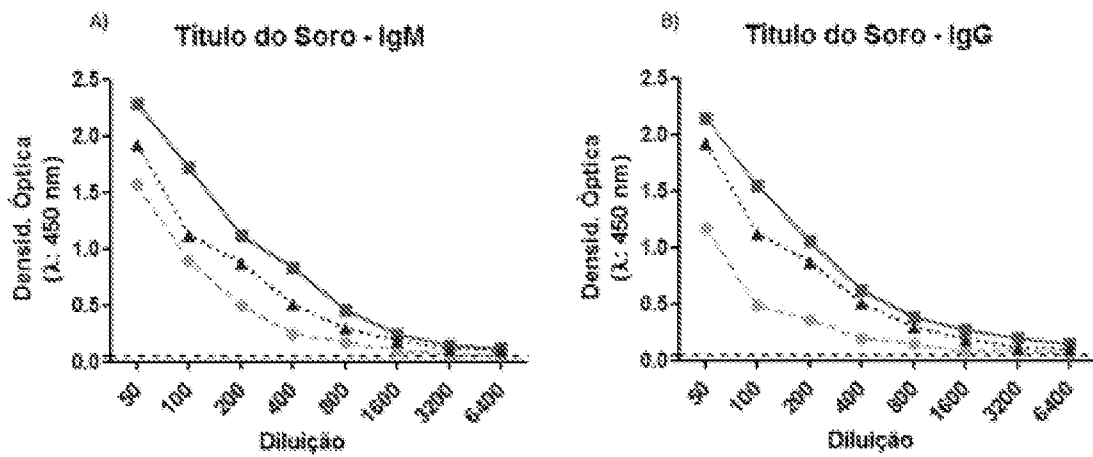 A)
Titulo do Soro - IgM
2.5
2.0
1.5
1.0
0.5
0.0
Densid. Óptica
(λ: 450 nm)
50
100
200
400
800
1600
3200
6400
Diluição
B)
Titulo do Soro - IgG
2.5
2.0
1.5
1.0
0.5
0.0
Densid. Óptica
(λ: 450 nm)
50
100
200
400
800
1600
3200
6400
Diluição